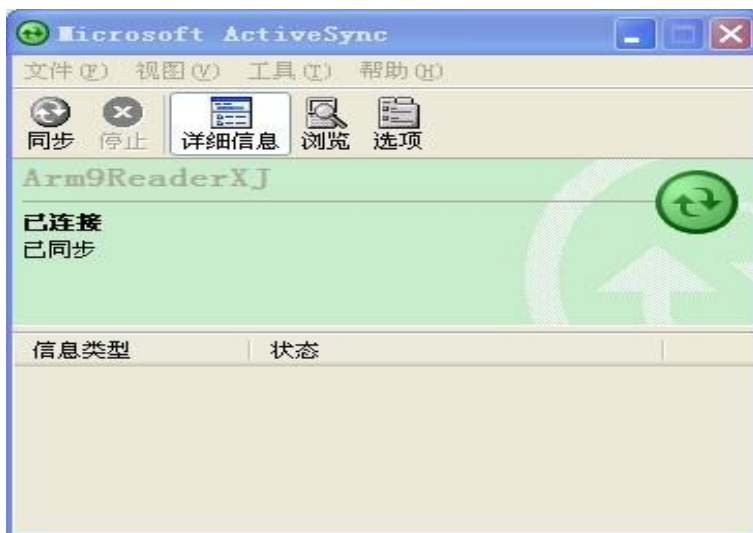 Microsoft ActiveSync
文件(F) 视图(V) 工具(T) 帮助(H)
同步 停止 详细信息 浏览 选项
Arm9ReaderXJ
已连接
已同步
信息类型 状态